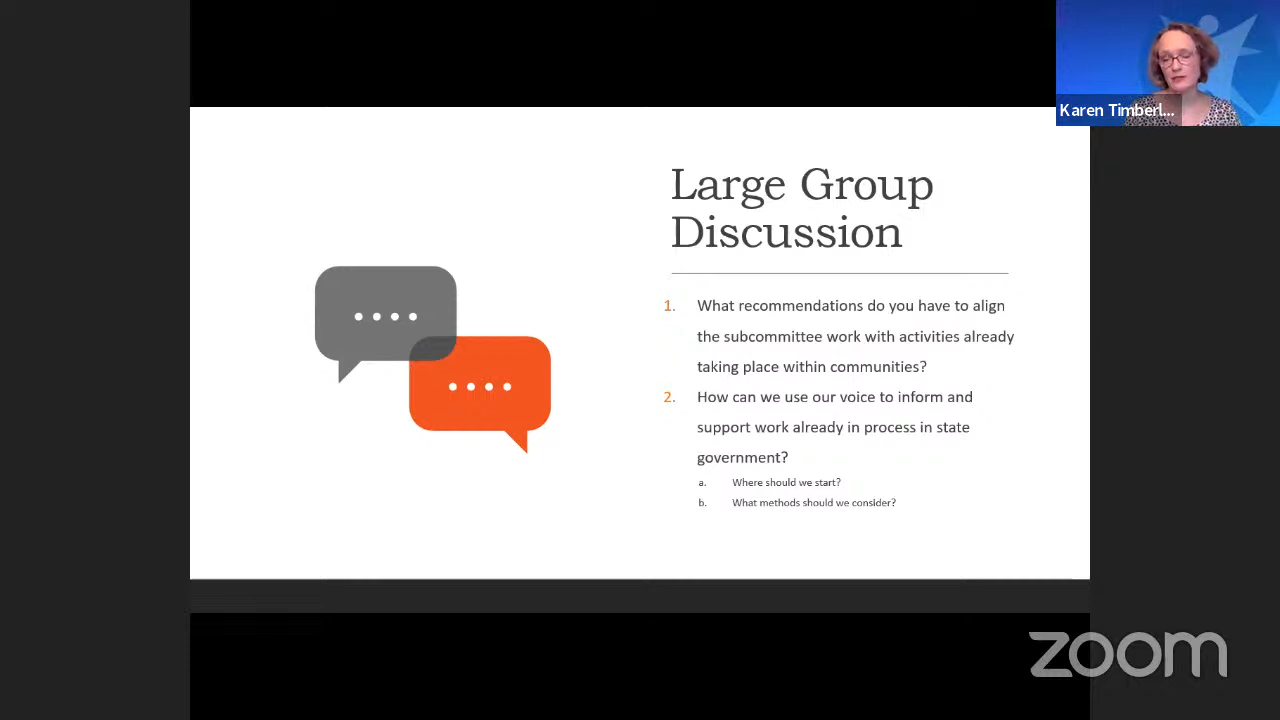 Karen Timberl...
Large Group
Discussion
1. What recommendations do you have to align
the subcommittee work with activities already
taking place within communities?
2. How can we use our voice to inform and
support work already in process in state
government?
a. Where should we start?
b. What methods should we consider?
zoom